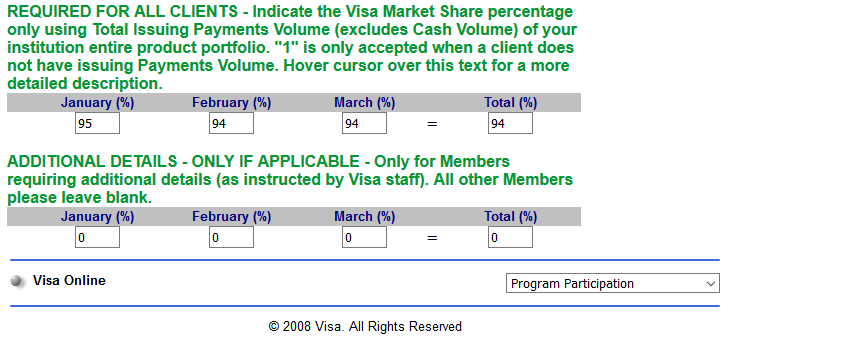 REQUIRED FOR ALL CLIENTS - Indicate the Visa Market Share percentage
only using Total Issuing Payments Volume (excludes Cash Volume) of your
institution entire product portfolio. "1" is only accepted when a client does
not have issuing Payments Volume. Hover cursor over this text for a more
detailed description.
January (%) February (%) March (%) Total (%)
95 94 94 = 94
ADDITIONAL DETAILS - ONLY IF APPLICABLE - Only for Members
requiring additional details (as instructed by Visa staff). All other Members
please leave blank.
January (%) February (%) March (%) Total (%)
0 0 0 = 0
Visa Online Program Participation
© 2008 Visa. All Rights Reserved